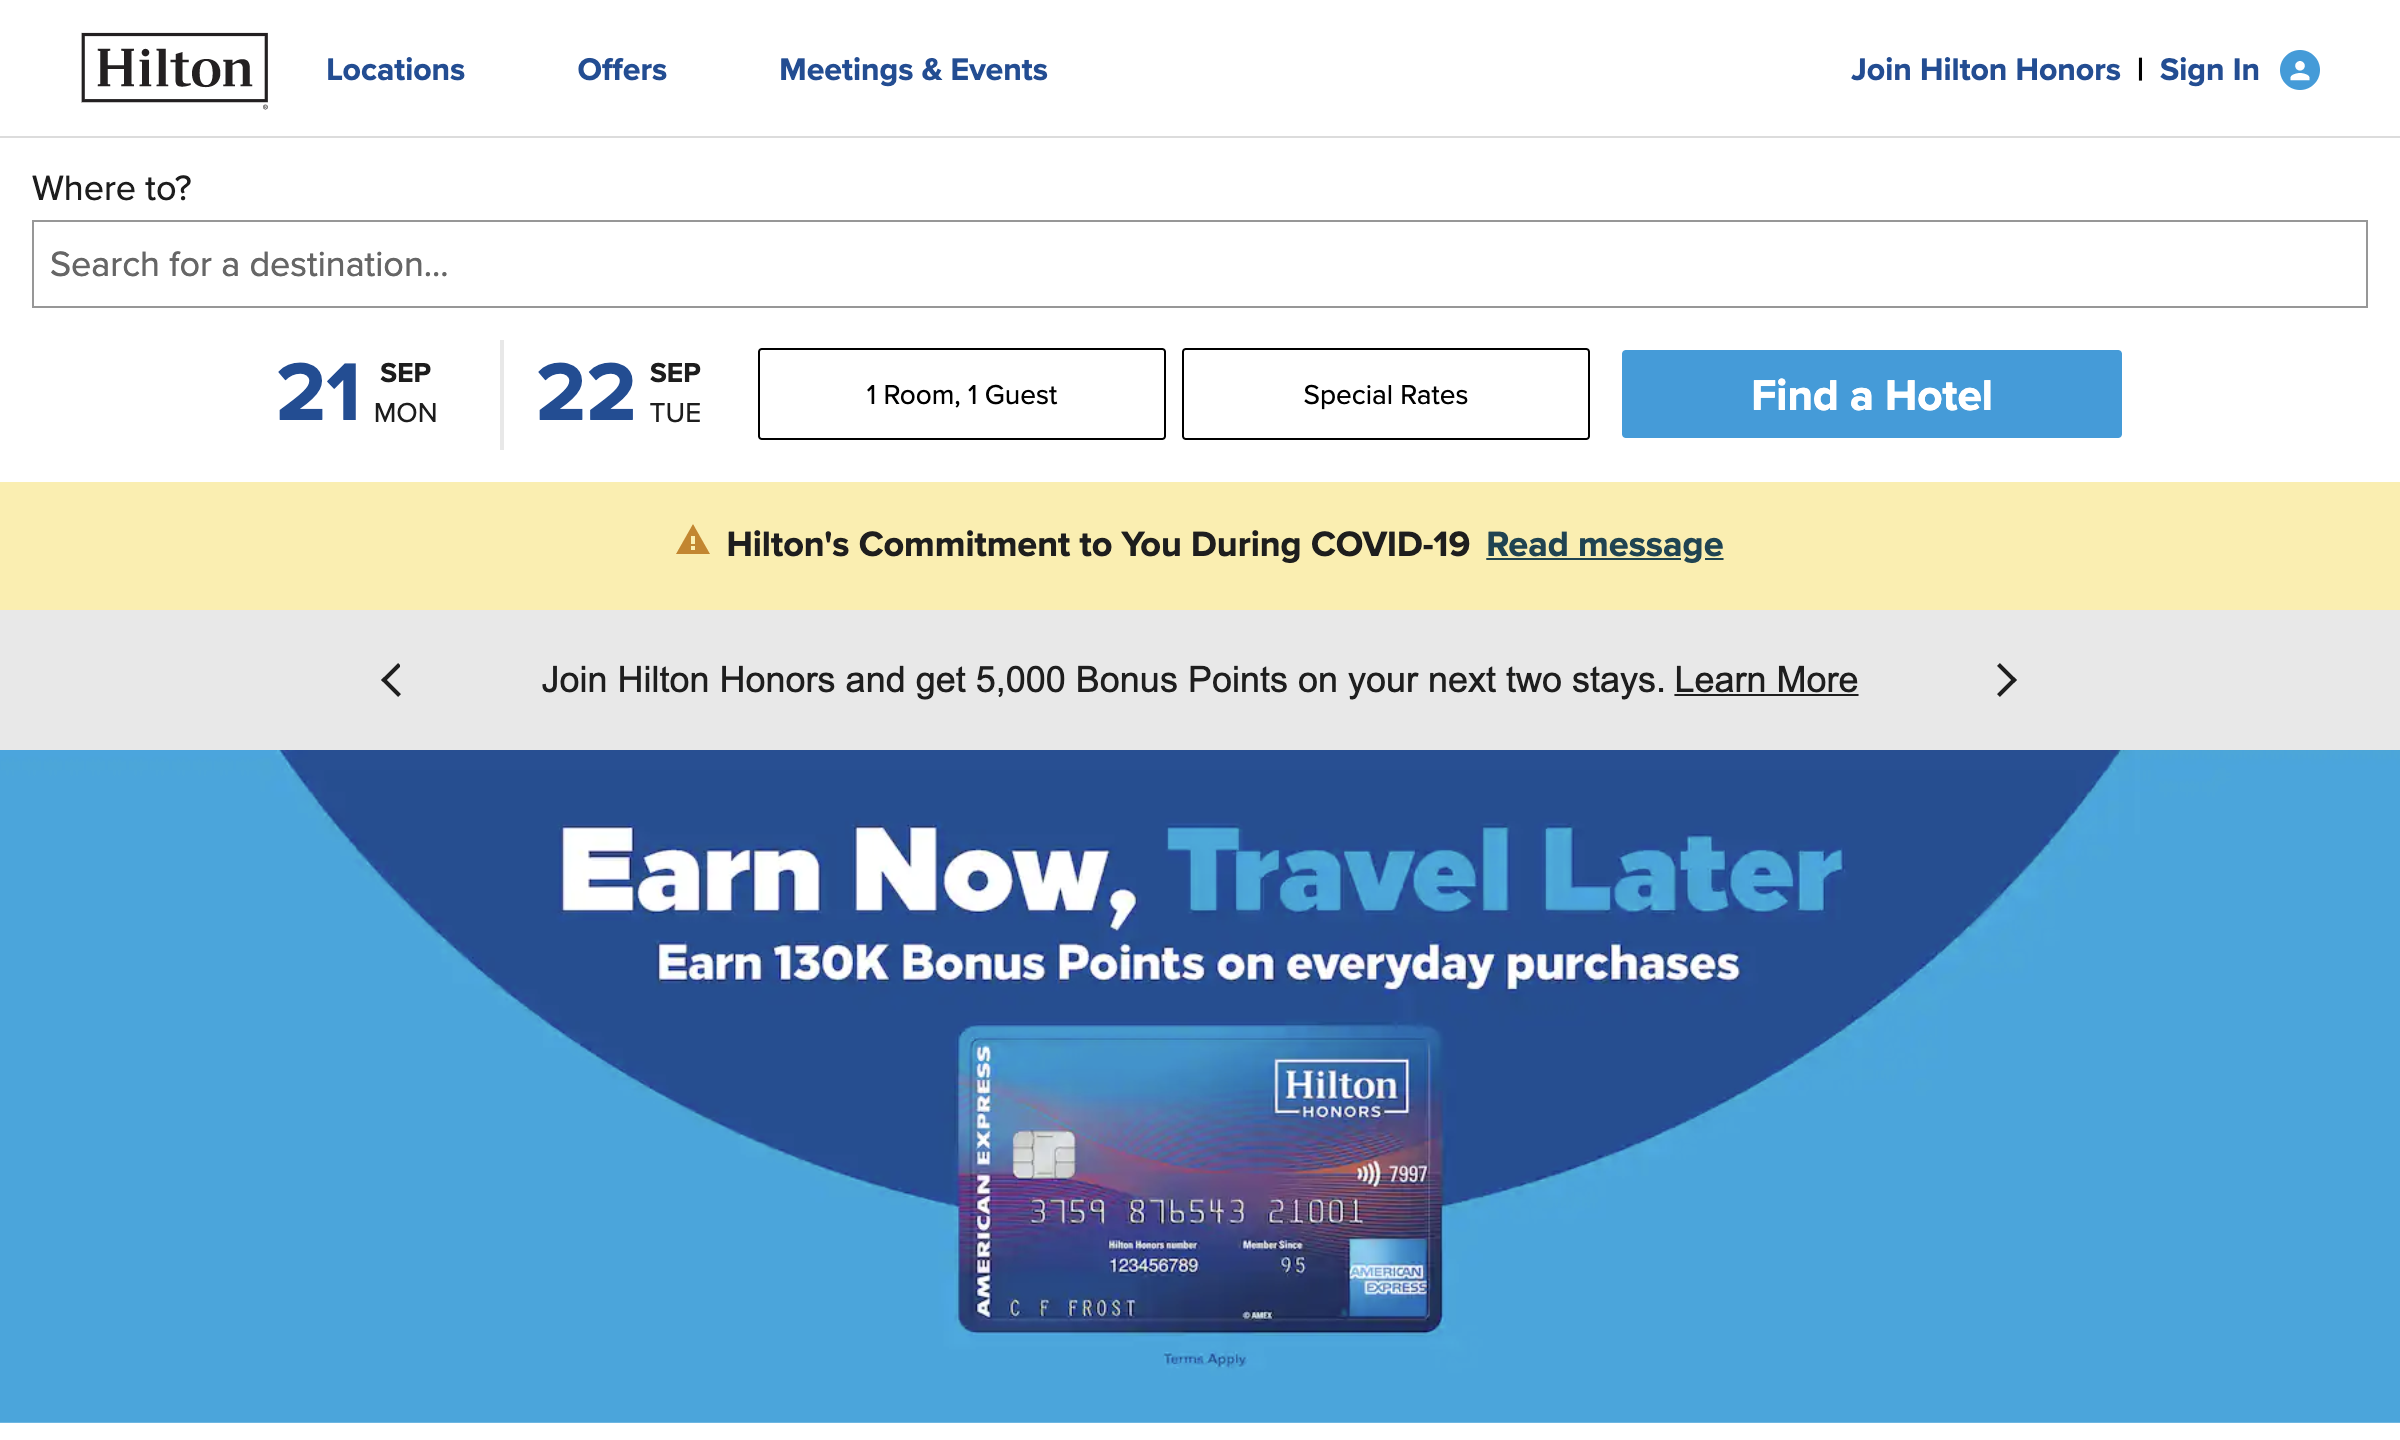 Hilton
Locations
Offers
Meetings & Events
Join Hilton Honors | Sign In
Where to?
Search for a destination...
21 SEP MON
22 SEP TUE
1 Room, 1 Guest
Special Rates
Find a Hotel
Hilton's Commitment to You During COVID-19 Read message
Join Hilton Honors and get 5,000 Bonus Points on your next two stays. Learn More
Earn Now, Travel Later
Earn 130K Bonus Points on everyday purchases
AMERICAN EXPRESS
Hilton
HONORS
7997
3759 876543 21001
Hilton Honors number
Member Since
123456789
95
AMERICAN
EXPRESS
C F FROST
© AMEX
Terms Apply